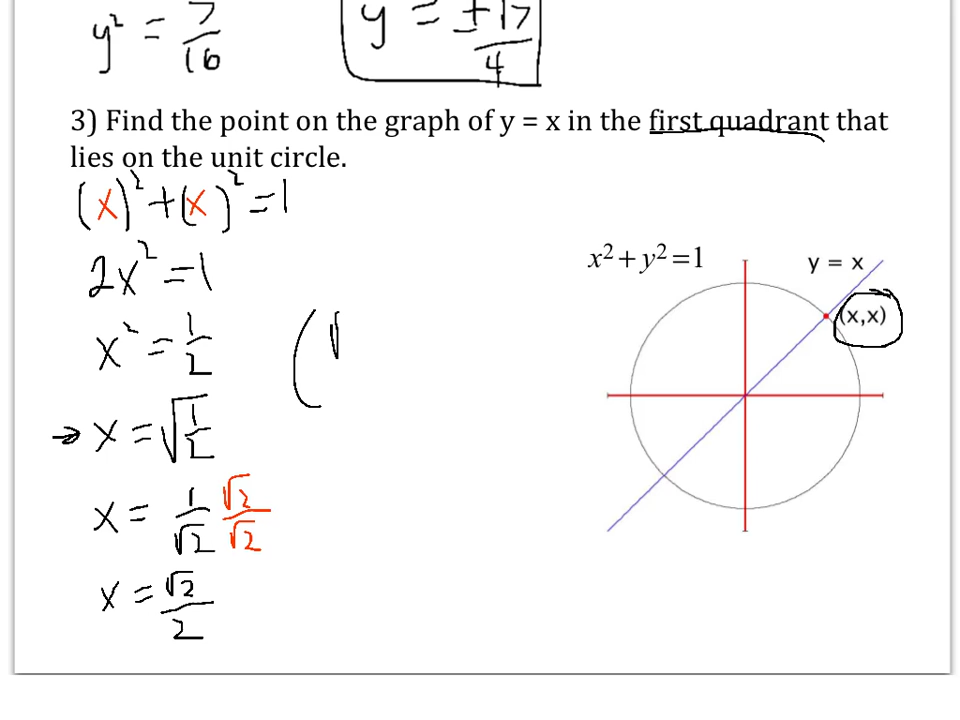 y² = 7/16
y = ±√7/4
3) Find the point on the graph of y = x in the first quadrant that
lies on the unit circle.
(x)² + (x)² = 1
2x² = 1
x² + y² = 1
y = x
(x,x)
x² = 1/2
(√
→ x = √1/2
x = 1/√2 √2/√2
x = √2/2